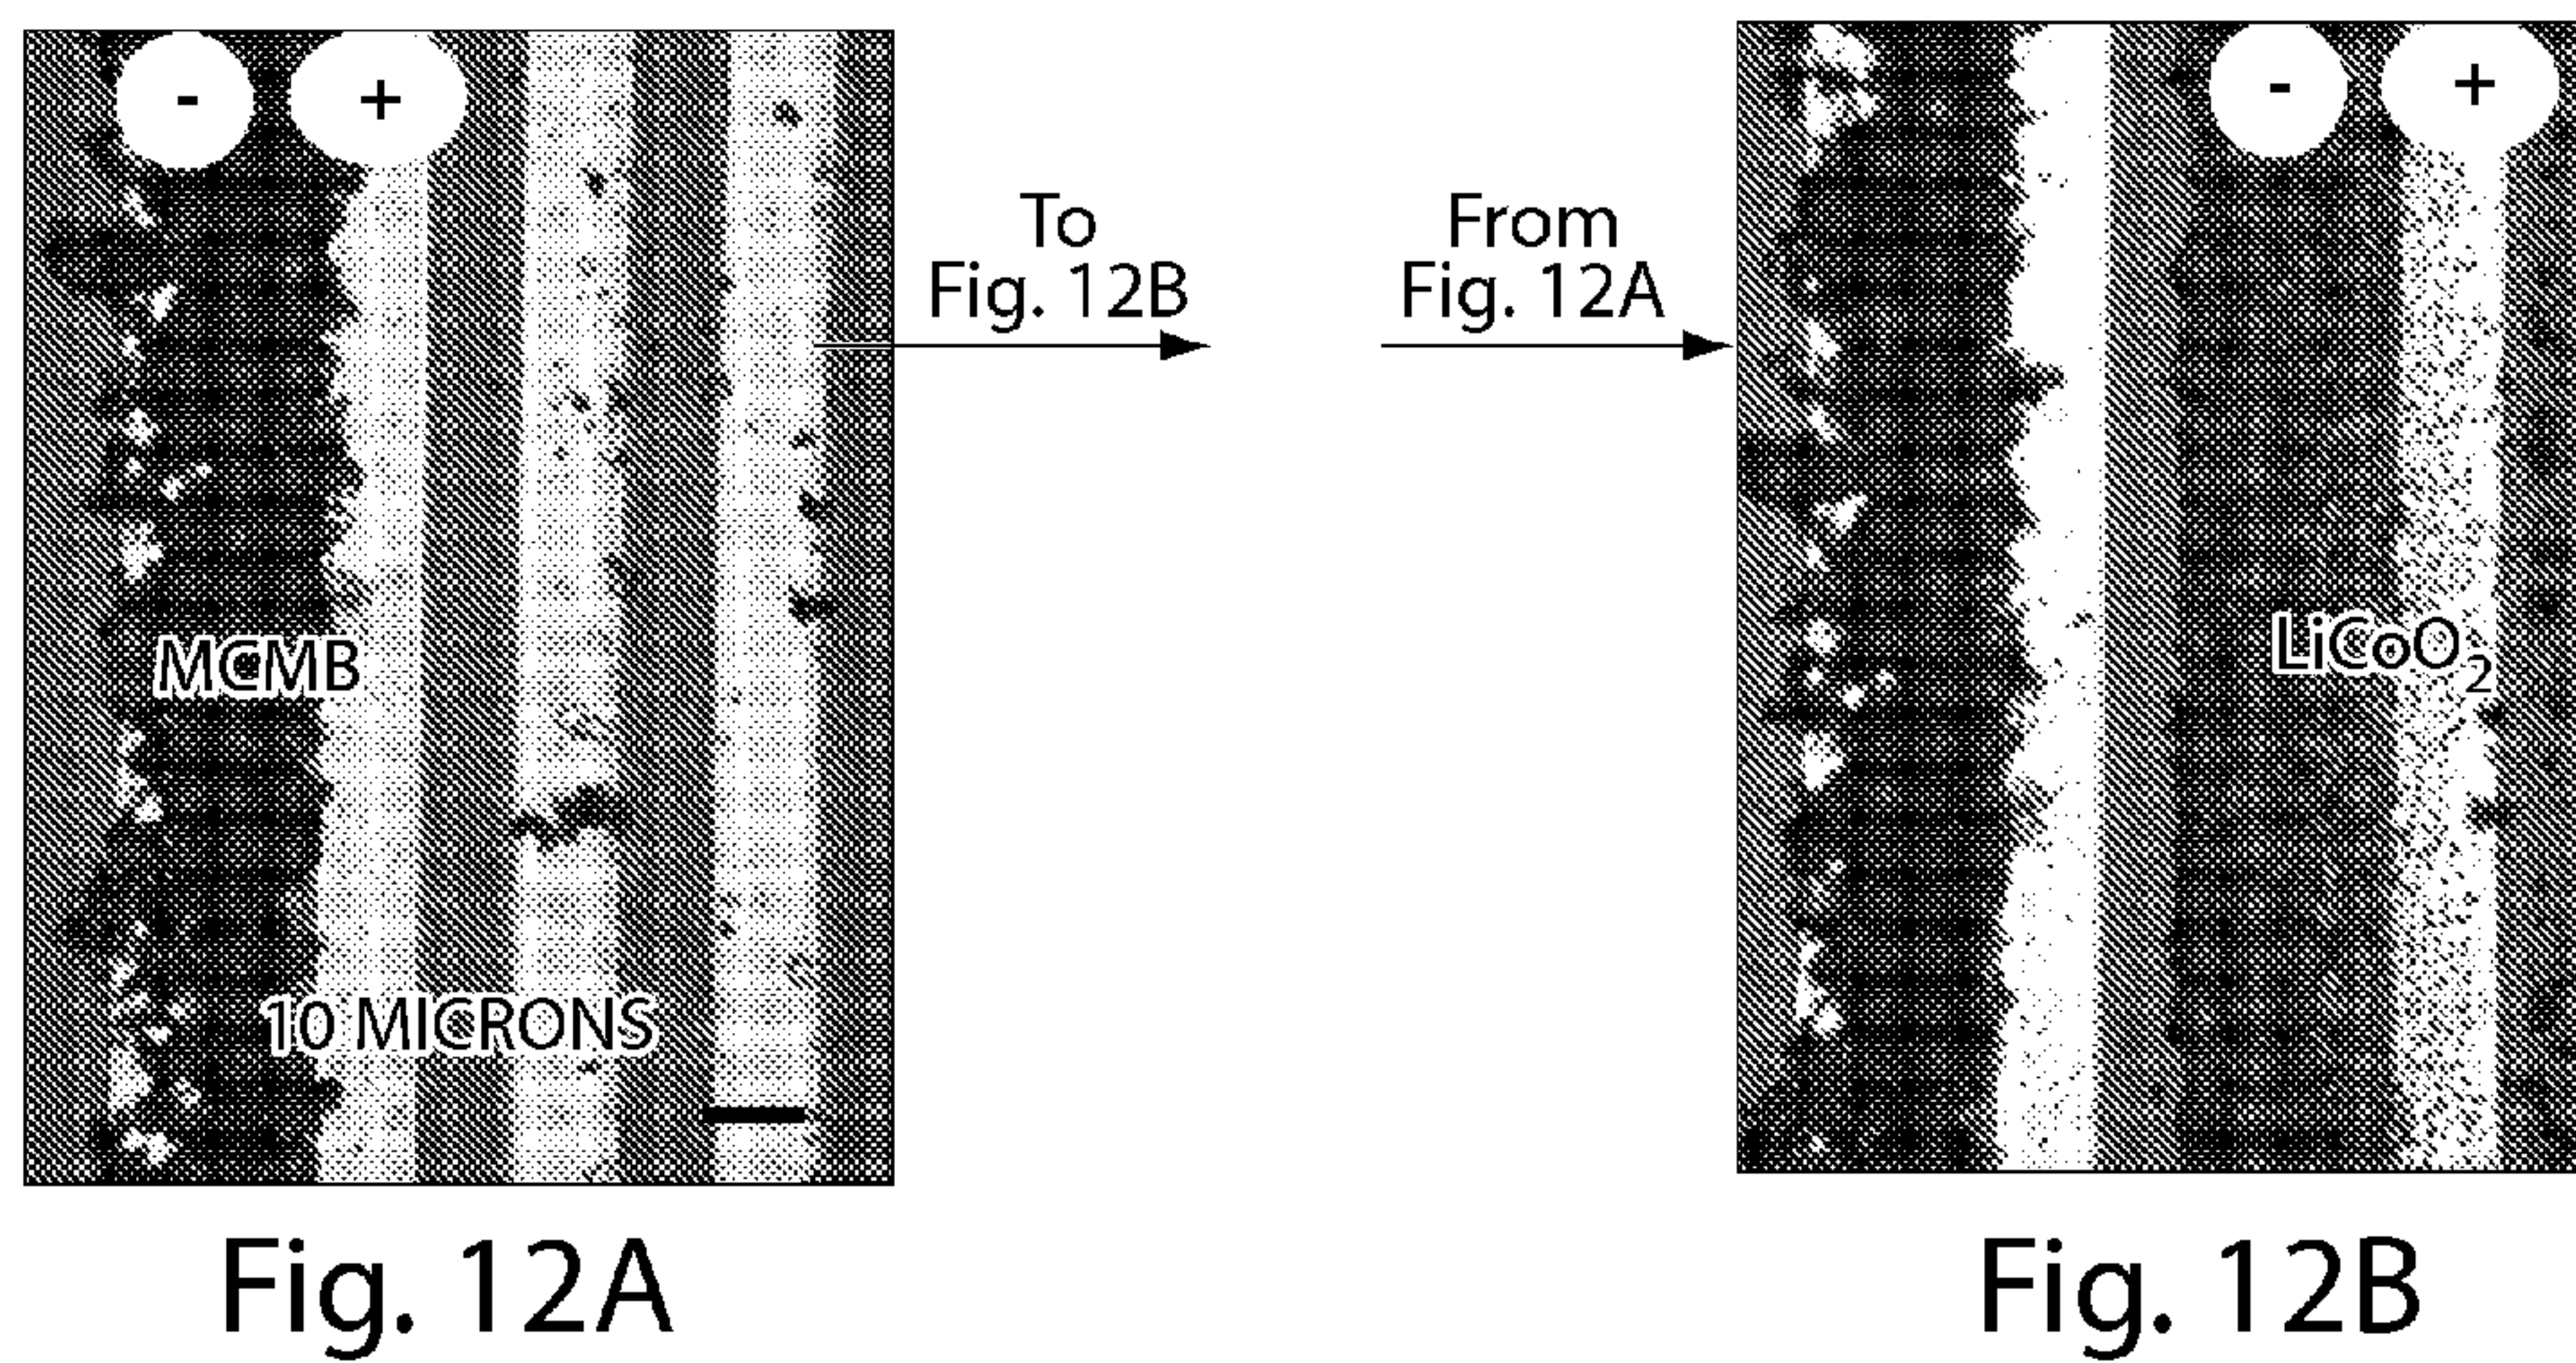 - +
MCMB
10 MICRONS
To
Fig. 12B
From
Fig. 12A
- +
LiCoO2
Fig. 12A
Fig. 12B